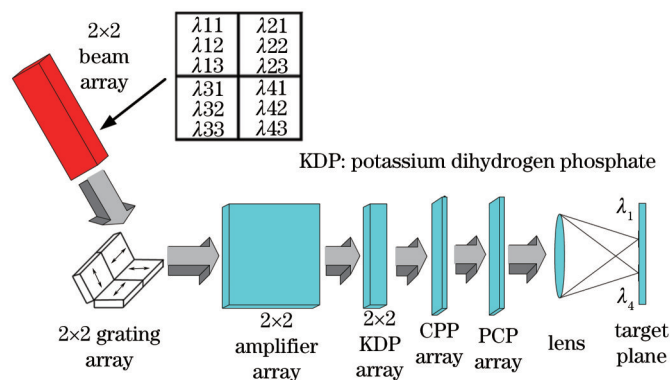 2×2
beam
array
λ11 λ21
λ12 λ22
λ13 λ23
λ31 λ41
λ32 λ42
λ33 λ43
KDP: potassium dihydrogen phosphate
λ1
λ4
2×2 grating
array
2×2
amplifier
array
2×2
KDP
array
CPP
array
PCP
array
lens
target
plane